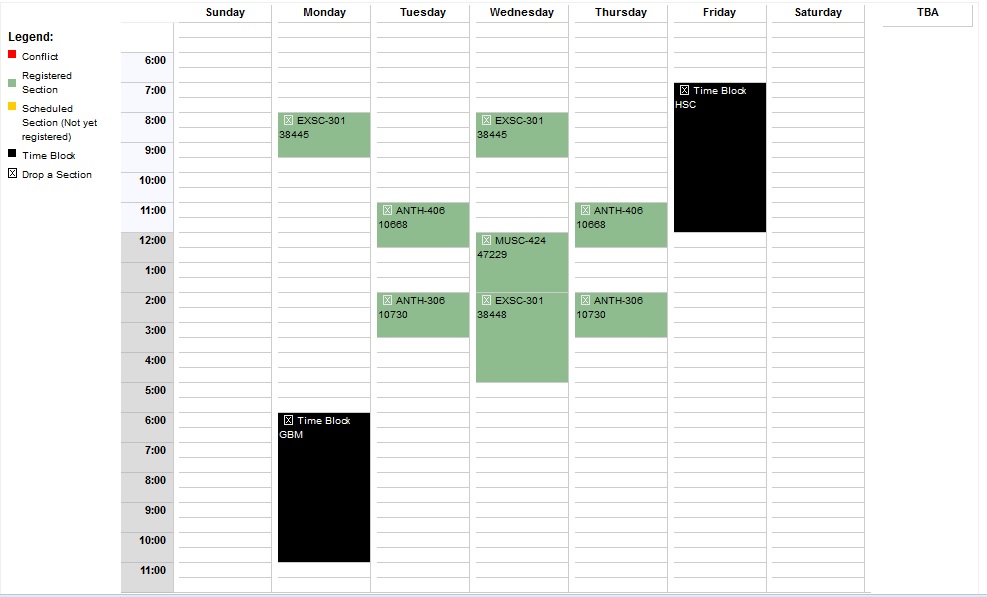 Sunday Monday Tuesday Wednesday Thursday Friday Saturday TBA
Legend:
Conflict
Registered
Section
Scheduled
Section (Not yet
registered)
Time Block
Drop a Section
6:00
7:00
8:00
9:00
10:00
11:00
12:00
1:00
2:00
3:00
4:00
5:00
6:00
7:00
8:00
9:00
10:00
11:00
EXSC-301
38445
Time Block
GBM
ANTH-406
10668
ANTH-306
10730
EXSC-301
38445
MUSC-424
47229
EXSC-301
38448
ANTH-406
10668
ANTH-306
10730
Time Block
HSC